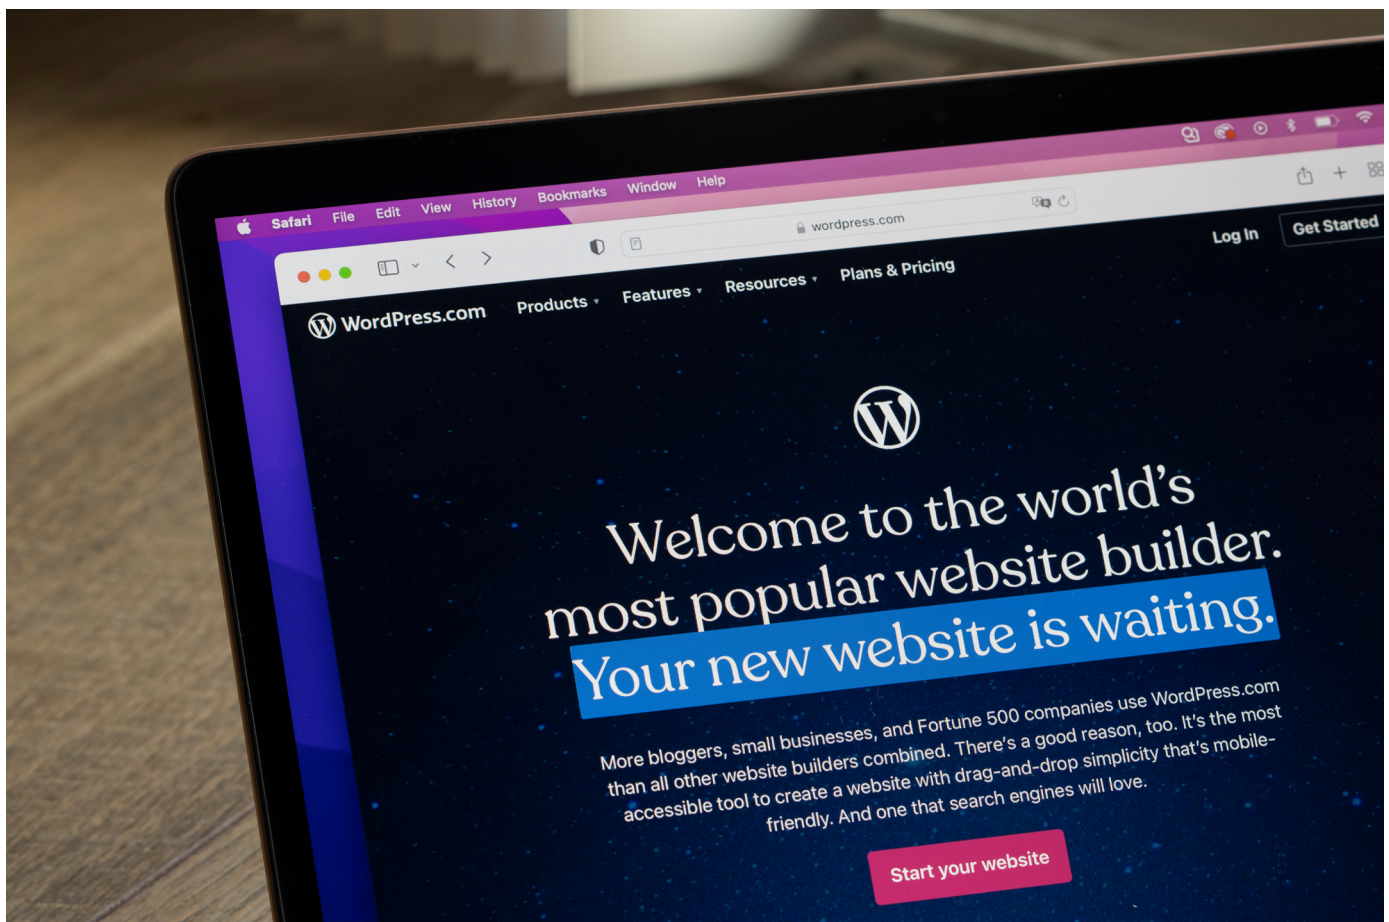 Safari File Edit View History Bookmarks Window Help
wordpress.com
WordPress.com Products Features Resources Plans & Pricing Log In Get Started
W
Welcome to the world's
most popular website builder.
Your new website is waiting.
More bloggers, small businesses, and Fortune 500 companies use WordPress.com
than all other website builders combined. There's a good reason, too. It's the most
accessible tool to create a website with drag-and-drop simplicity that's mobile-
friendly. And one that search engines will love.
Start your website